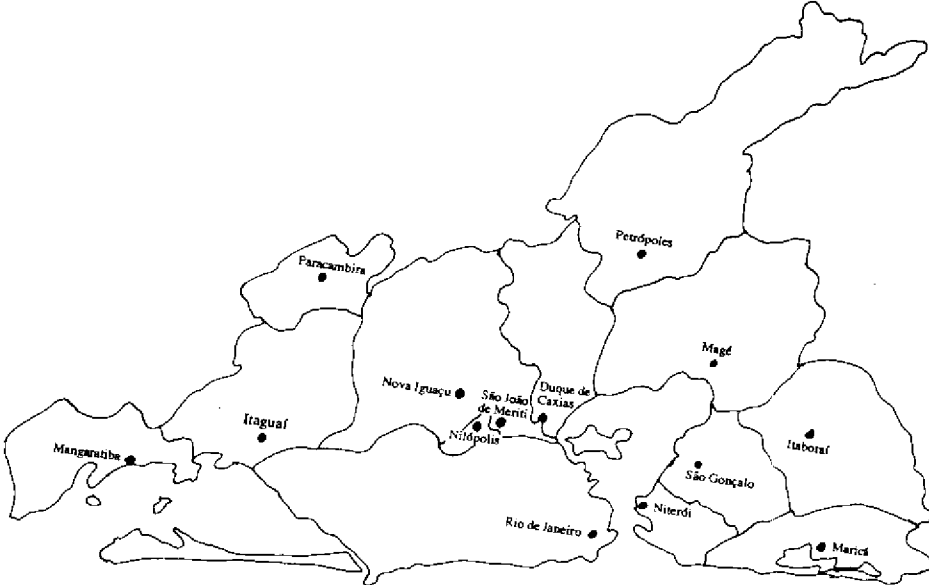 Petrópoies
Paracambira
Magé
Nova Iguaçu
São João
de Meriti
Duque de
Caxias
Nilópolis
Itaguaí
Itaboraí
Mangaratiba
São Gonçalo
Niterói
Rio de Janeiro
Maricá